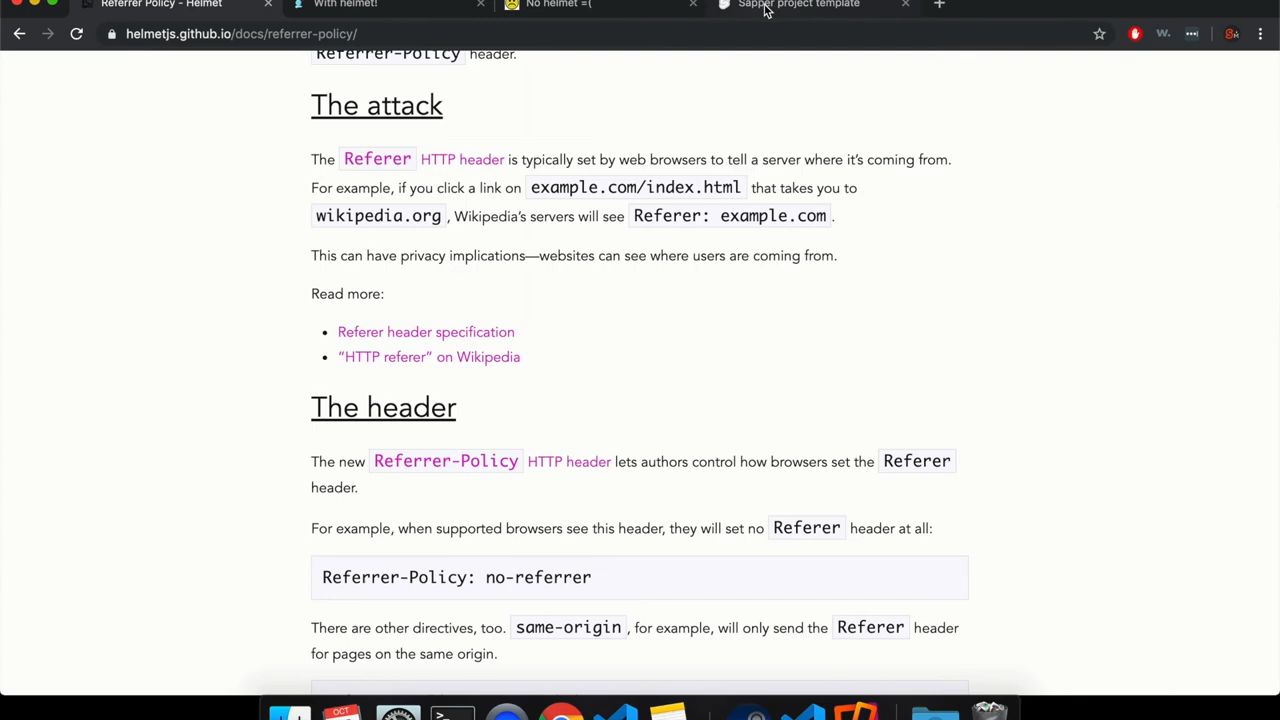 Referrer Policy - Helmet
With helmet!
No helmet =(
Sapper project template
helmetjs.github.io/docs/referrer-policy/
W.
Referrer-Policy header.
The attack
The Referer HTTP header is typically set by web browsers to tell a server where it’s coming from.
For example, if you click a link on example.com/index.html that takes you to
wikipedia.org, Wikipedia’s servers will see Referer: example.com.
This can have privacy implications—websites can see where users are coming from.
Read more:
• Referer header specification
• “HTTP referer” on Wikipedia
The header
The new Referrer-Policy HTTP header lets authors control how browsers set the Referer
header.
For example, when supported browsers see this header, they will set no Referer header at all:
Referrer-Policy: no-referrer
There are other directives, too. same-origin, for example, will only send the Referer header
for pages on the same origin.
OCT